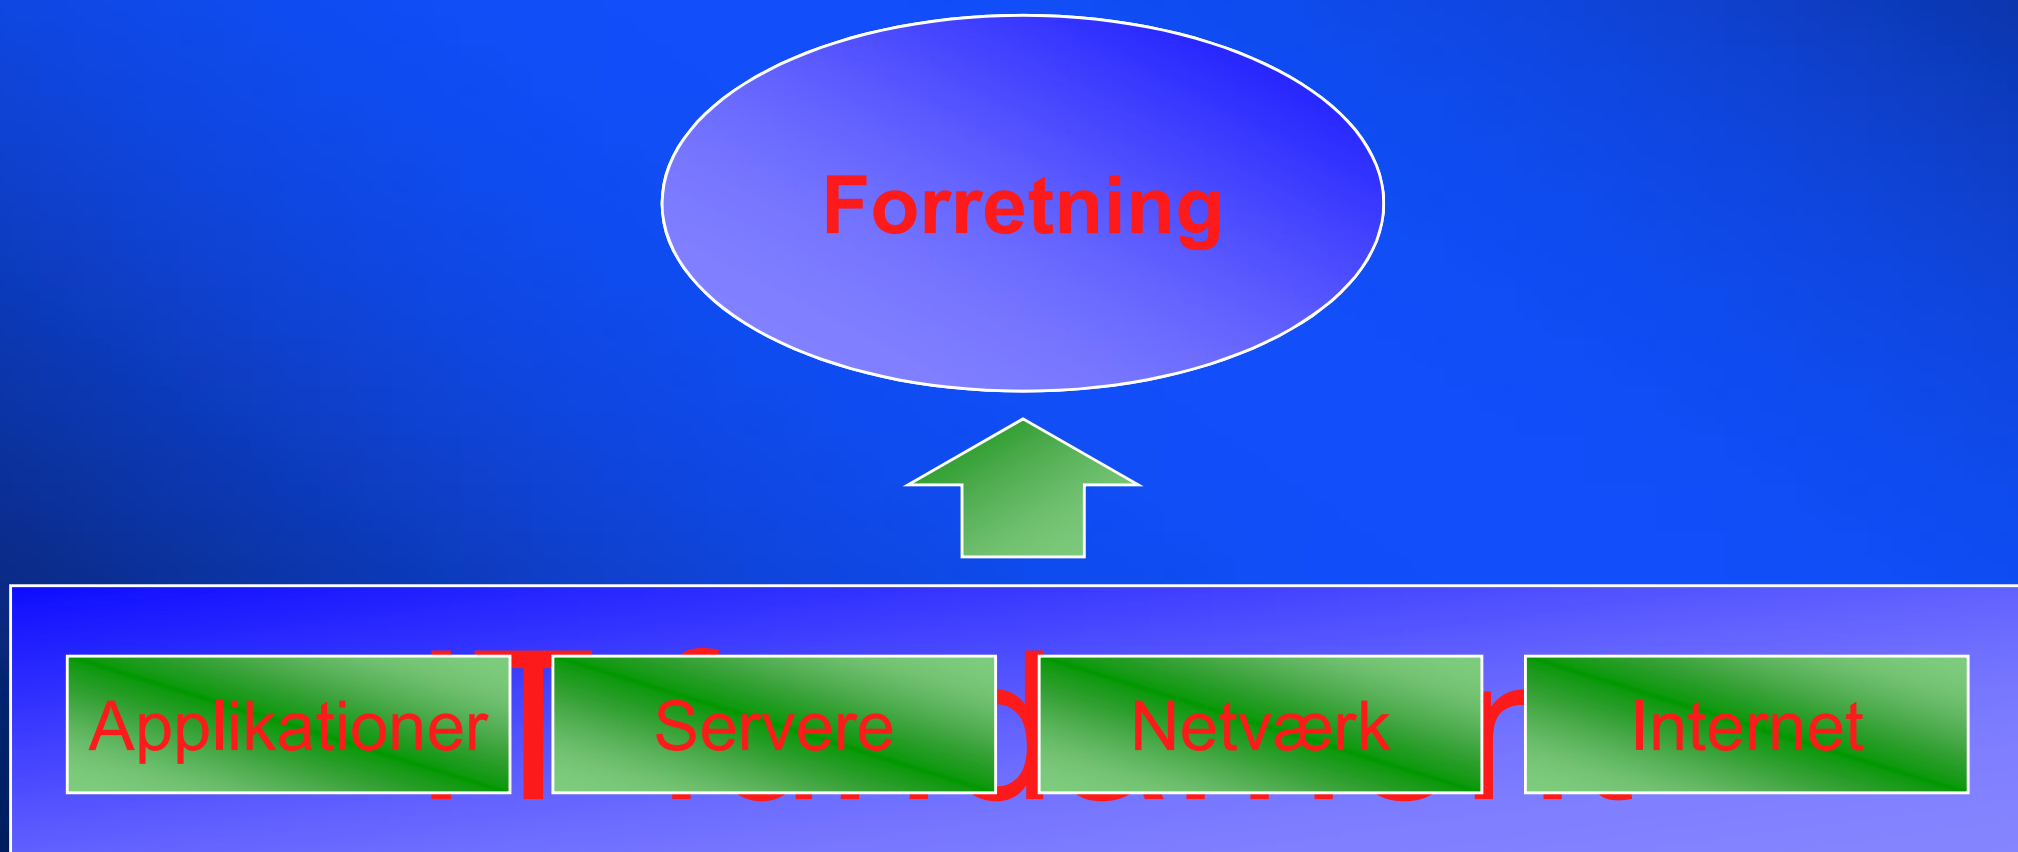 Forretning
Applikationer
Servere
Netværk
Internet